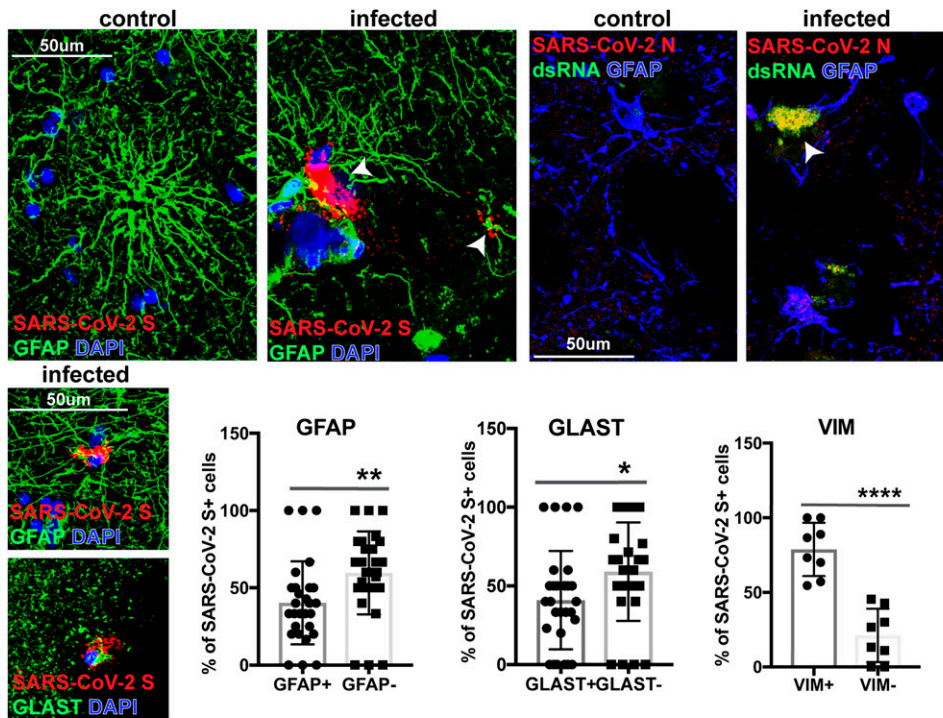 control
50um
SARS-CoV-2 S
GFAP DAPI
infected
SARS-CoV-2 S
GFAP DAPI
control
SARS-CoV-2 N
dsRNA GFAP
50um
infected
SARS-CoV-2 N
dsRNA GFAP
infected
50um
SARS-CoV-2 S
GFAP DAPI
SARS-CoV-2 S
GLAST DAPI
GFAP
% of SARS-CoV-2 S+ cells
150
**
100
50
0
GFAP+ GFAP-
GLAST
% of SARS-CoV-2 S+ cells
150
*
100
50
0
GLAST+GLAST-
VIM
% of SARS-CoV-2 S+ cells
150
****
100
50
0
VIM+ VIM-